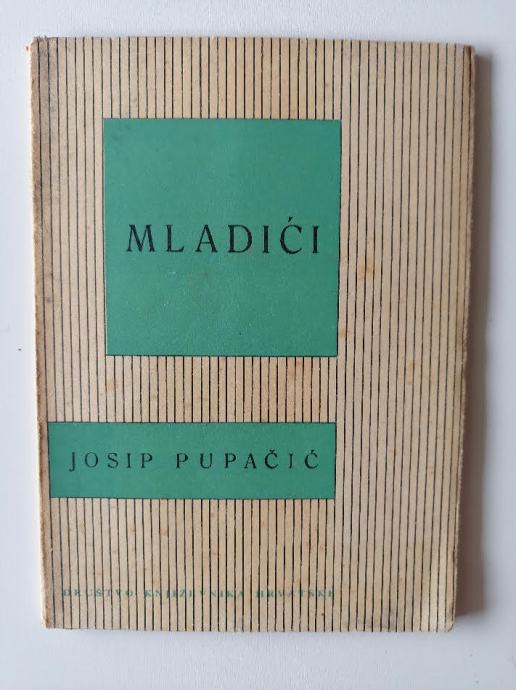 MLADIĆI
JOSIP PUPAČIĆ
DRUŠTVO KNJIŽEVNIKA HRVATSKE